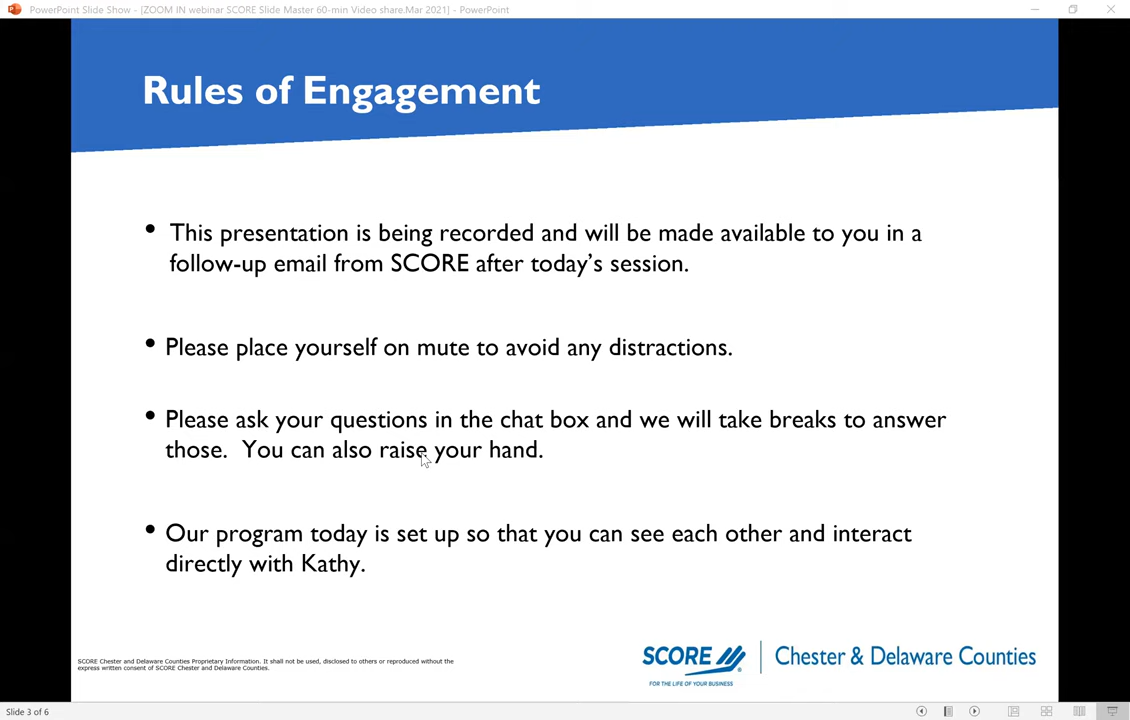 PowerPoint Slide Show - [ZOOM IN webinar SCORE Slide Master 60-min Video share.Mar 2021] - PowerPoint
Rules of Engagement
• This presentation is being recorded and will be made available to you in a
follow-up email from SCORE after today's session.
• Please place yourself on mute to avoid any distractions.
• Please ask your questions in the chat box and we will take breaks to answer
those. You can also raise your hand.
• Our program today is set up so that you can see each other and interact
directly with Kathy.
SCORE Chester and Delaware Counties Proprietary Information. It shall not be used, disclosed to others or reproduced without the
express written consent of SCORE Chester and Delaware Counties.
SCORE
FOR THE LIFE OF YOUR BUSINESS
Chester & Delaware Counties
Slide 3 of 6